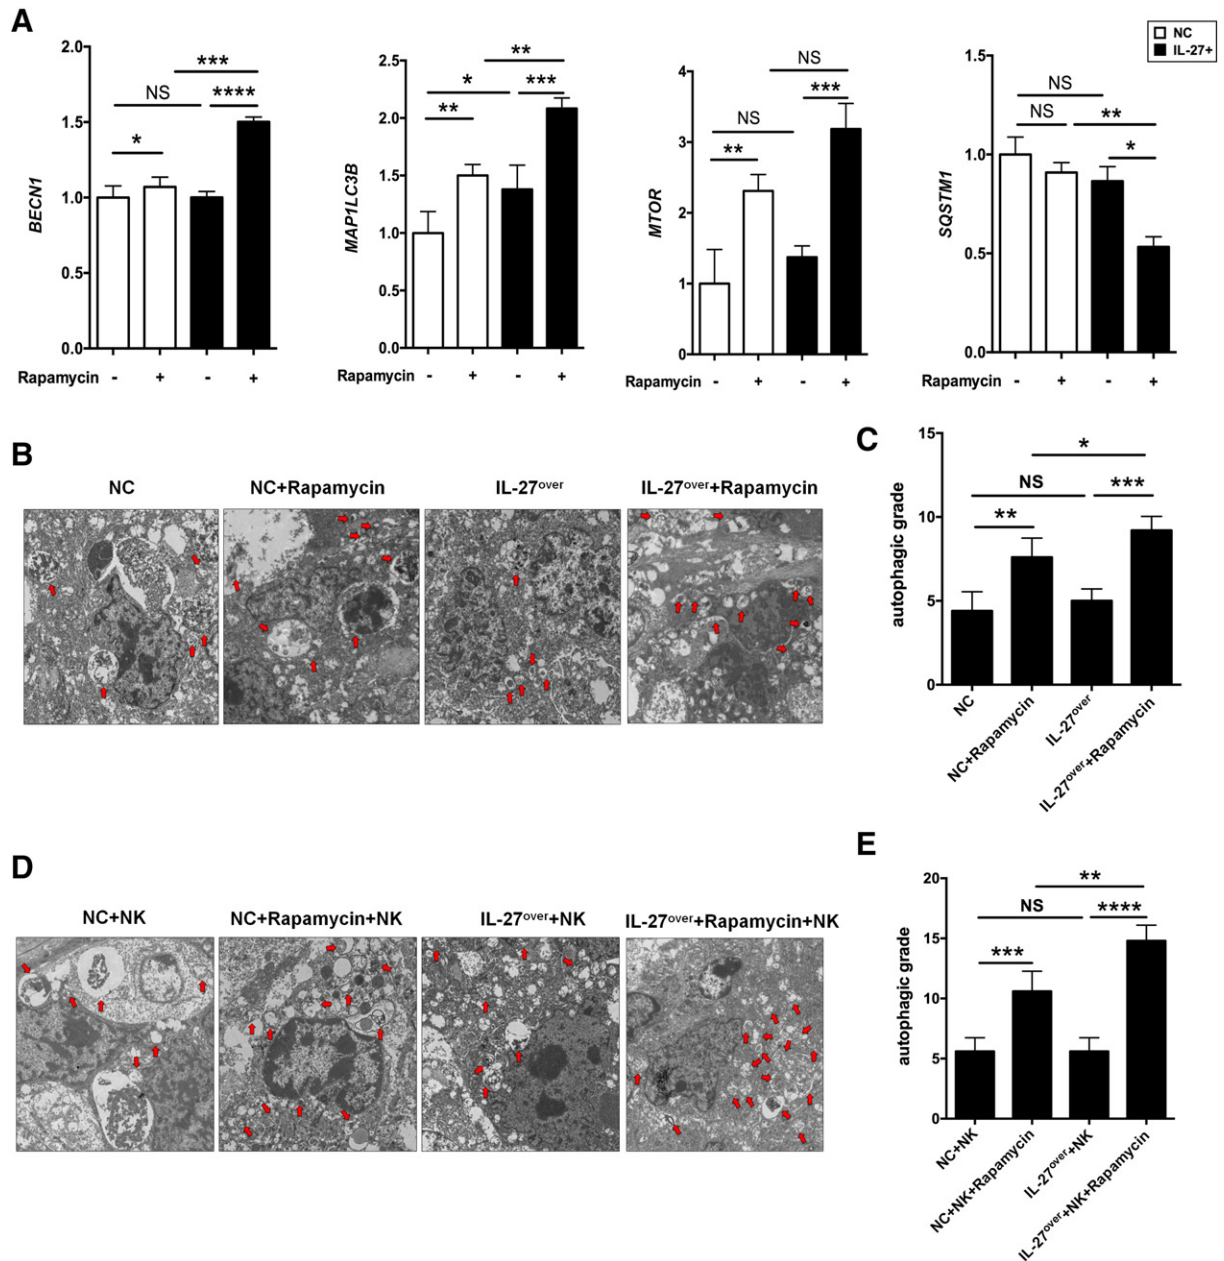 A
NC
IL-27+
BECN1
2.0
1.5
1.0
0.5
0.0
***
NS
****
*
Rapamycin - + - +
MAP1LC3B
2.5
2.0
1.5
1.0
0.5
0.0
**
*
***
**
Rapamycin - + - +
MTOR
4
3
2
1
0
NS
***
NS
**
Rapamycin - + - +
SQSTM1
1.5
1.0
0.5
0.0
NS
NS
**
*
Rapamycin - + - +
B
NC
NC+Rapamycin
IL-27over
IL-27over+Rapamycin
C
autophagic grade
15
10
5
0
*
NS
***
**
NC
NC+Rapamycin
IL-27over
IL-27over+Rapamycin
D
NC+NK
NC+Rapamycin+NK
IL-27over+NK
IL-27over+Rapamycin+NK
E
autophagic grade
20
15
10
5
0
**
NS
****
***
NC+NK
NC+NK+Rapamycin
IL-27over+NK
IL-27over+NK+Rapamycin